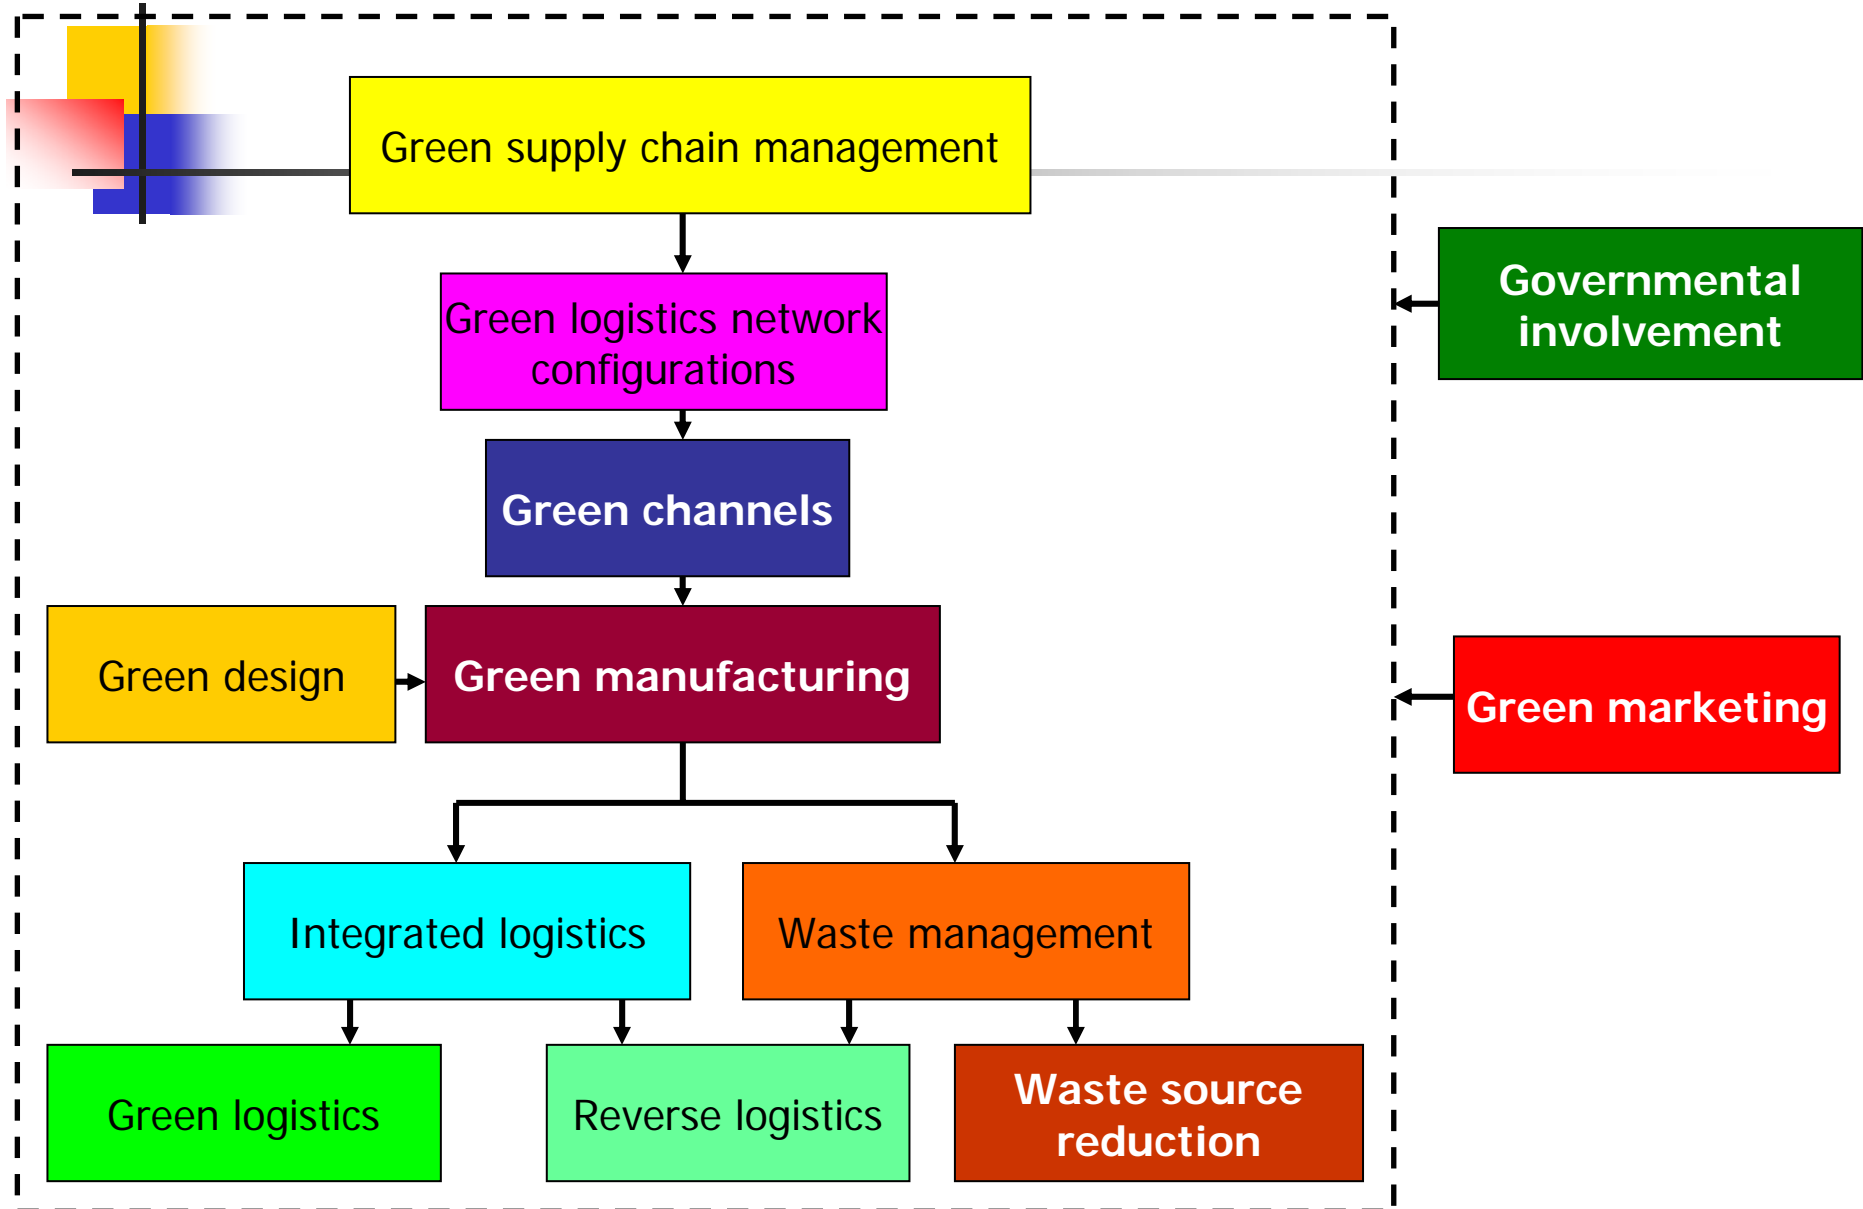 Green supply chain management
Green logistics network
configurations
Governmental
involvement
Green channels
Green design
Green manufacturing
Green marketing
Integrated logistics
Waste management
Green logistics
Reverse logistics
Waste source
reduction